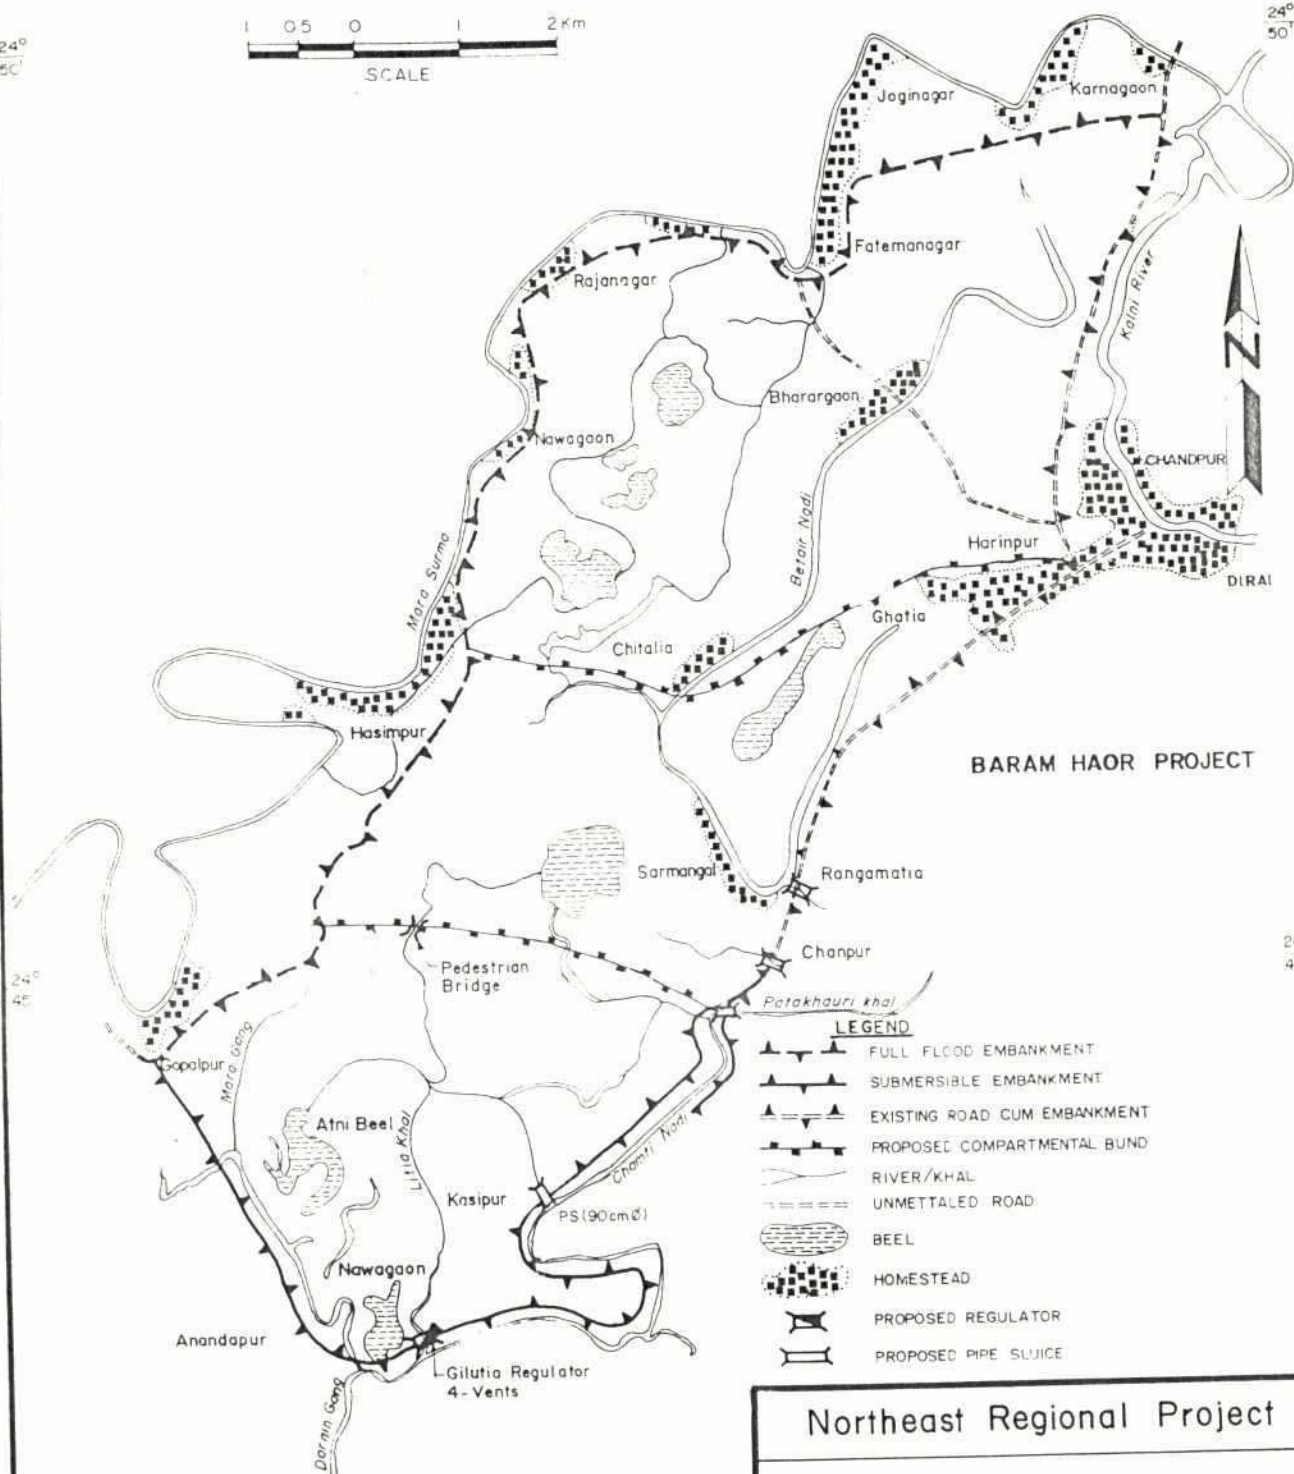 1 0.5 0 1 2 Km
SCALE
24°
50'
24°
50'
Joginagar
Karnagaon
Fatemanagar
Rajanagar
Kalni River
N
Bharargaon
Nawagaon
CHANDPUR
Mara Surma
Betair Nadi
Harinpur
DIRAI
Ghatia
Chitalia
Hasimpur
BARAM HAOR PROJECT
Sarmangal
Rangamatia
Chanpur
Pedestrian
Bridge
24°
45'
Patakhauri khal
Gopalpur
Mara Gang
Atni Beel
Litia Khal
Chamti Nadi
Kasipur
PS(90cmØ)
Nawagaon
Anandapur
Gilutia Regulator
4-Vents
Darnin Gang
LEGEND
FULL FLOOD EMBANKMENT
SUBMERSIBLE EMBANKMENT
EXISTING ROAD CUM EMBANKMENT
PROPOSED COMPARTMENTAL BUND
RIVER/KHAL
UNMETTALED ROAD
BEEL
HOMESTEAD
PROPOSED REGULATOR
PROPOSED PIPE SLUICE
Northeast Regional Project